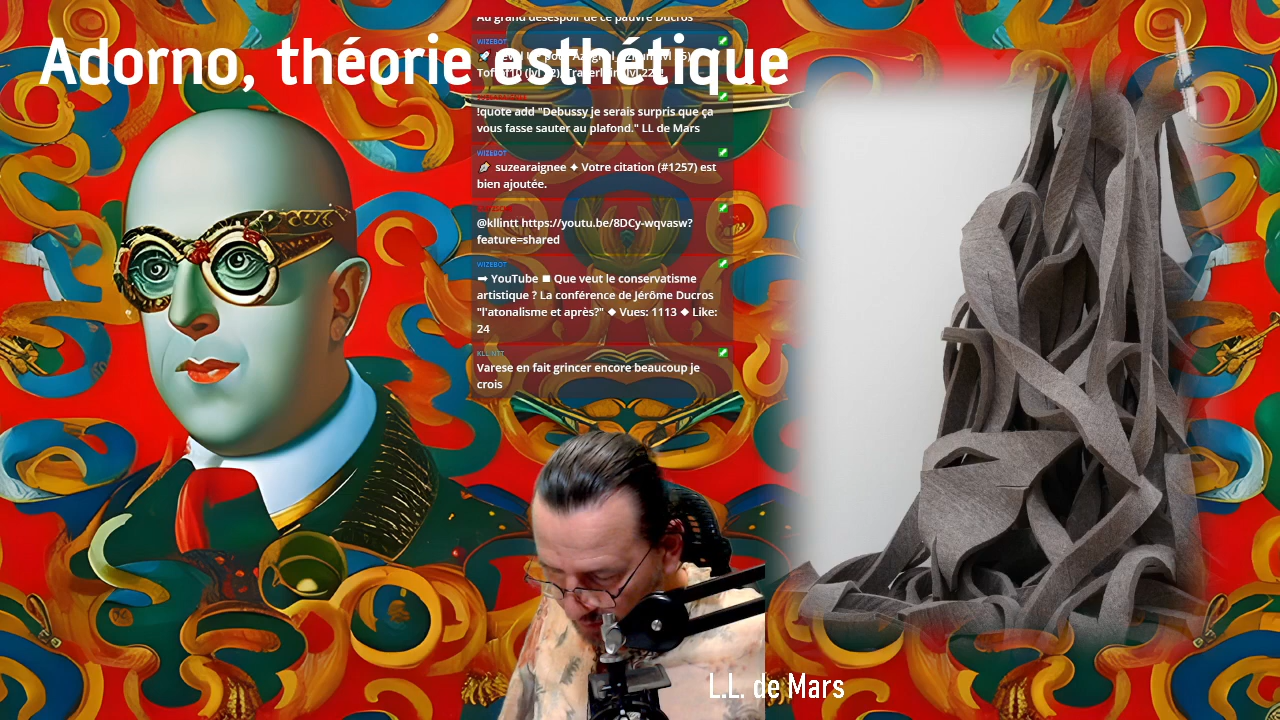 Au grand désespoir de ce pauvre Ducros
Adorno, théorie esthétique
WIZEBOT
!quote add "Debussy je serais surpris que ça
vous fasse sauter au plafond." LL de Mars
WIZEBOT
suzearaignee ✦ Votre citation (#1257) est
bien ajoutée.
@kllintt https://youtu.be/8DCy-wqvasw?
feature=shared
WIZEBOT
➡ YouTube ◼ Que veut le conservatisme
artistique ? La conférence de Jérôme Ducros
"l'atonalisme et après?" ◆ Vues: 1113 ◆ Like:
24
KLLINTT
Varese en fait grincer encore beaucoup je
crois
L.L. de Mars